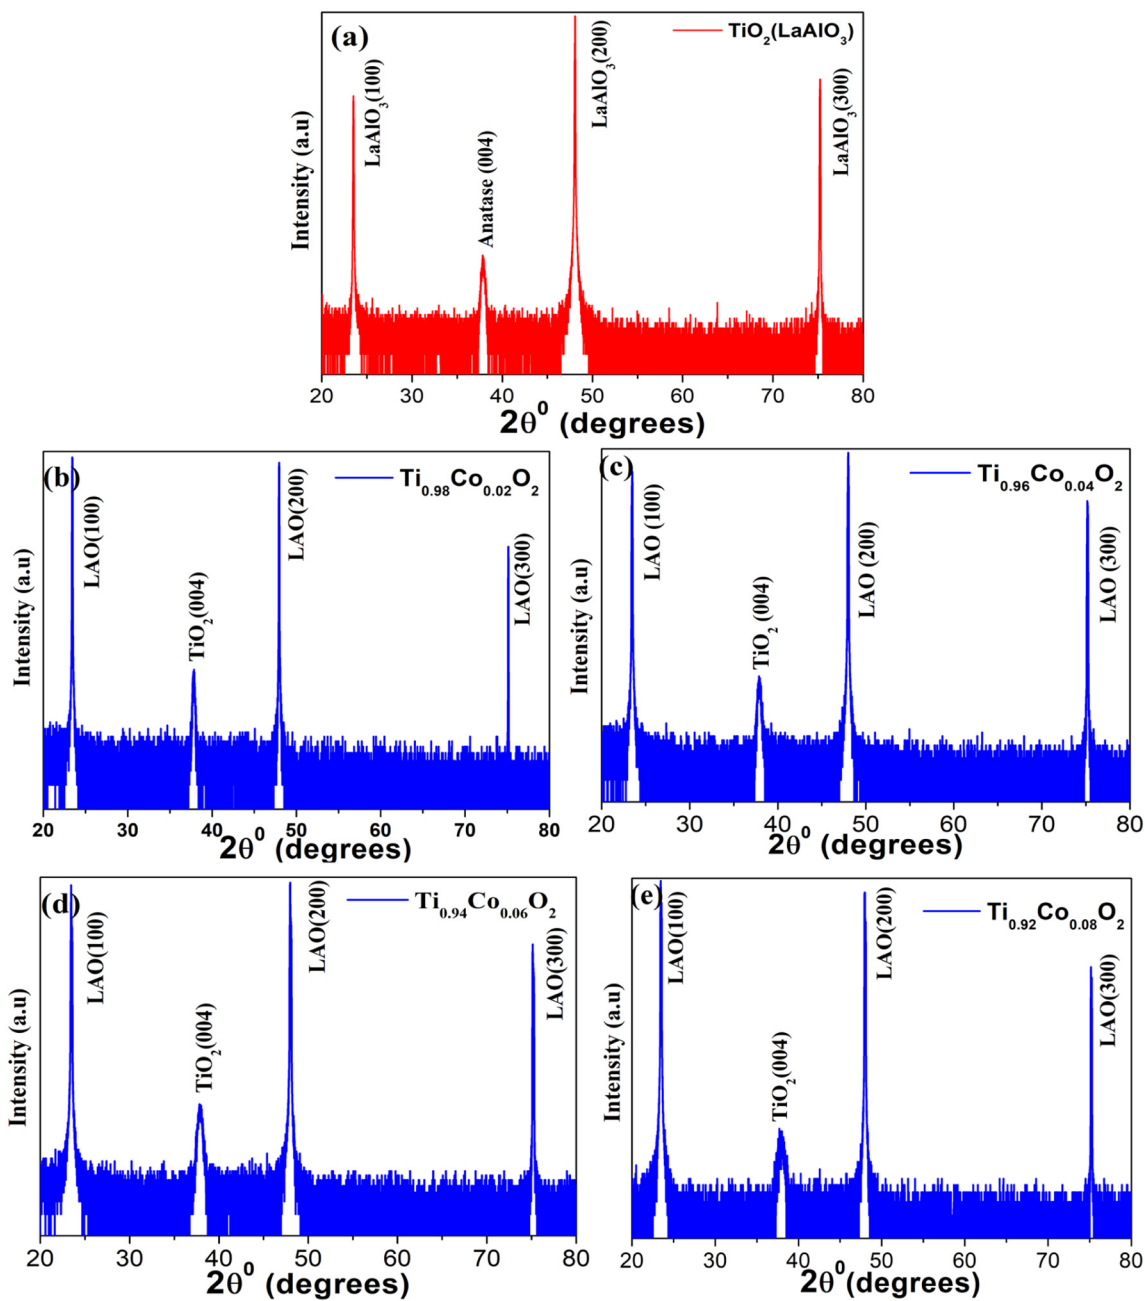 (a)
TiO2(LaAlO3)
LaAlO3(100)
Anatase (004)
LaAlO3(200)
LaAlO3(300)
Intensity (a.u)
20 30 40 50 60 70 80
2θ0 (degrees)
(b)
Ti0.98Co0.02O2
LAO(100)
TiO2(004)
LAO(200)
LAO(300)
Intensity (a.u)
20 30 40 50 60 70 80
2θ0 (degrees)
(c)
Ti0.96Co0.04O2
LAO (100)
TiO2 (004)
LAO (200)
LAO (300)
Intensity (a.u)
20 30 40 50 60 70 80
2θ0 (degrees)
(d)
Ti0.94Co0.06O2
LAO(100)
TiO2(004)
LAO(200)
LAO(300)
Intensity (a.u)
20 30 40 50 60 70 80
2θ0 (degrees)
(e)
Ti0.92Co0.08O2
LAO(100)
TiO2(004)
LAO(200)
LAO(300)
Intensity (a.u)
20 30 40 50 60 70 80
2θ0 (degrees)